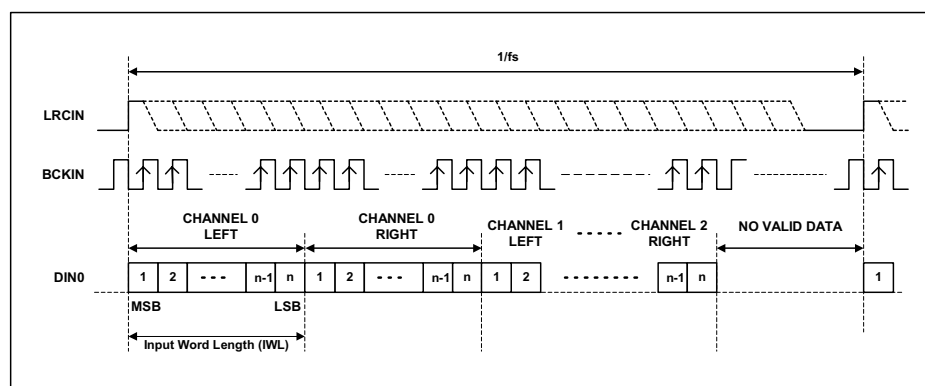 1/fs
LRCIN
BCKIN
CHANNEL 0
LEFT
CHANNEL 0
RIGHT
CHANNEL 1
LEFT
CHANNEL 2
RIGHT
NO VALID DATA
DIN0 1 2 n-1 n 1 2 n-1 n 1 2 n-1 n 1
MSB LSB
Input Word Length (IWL)